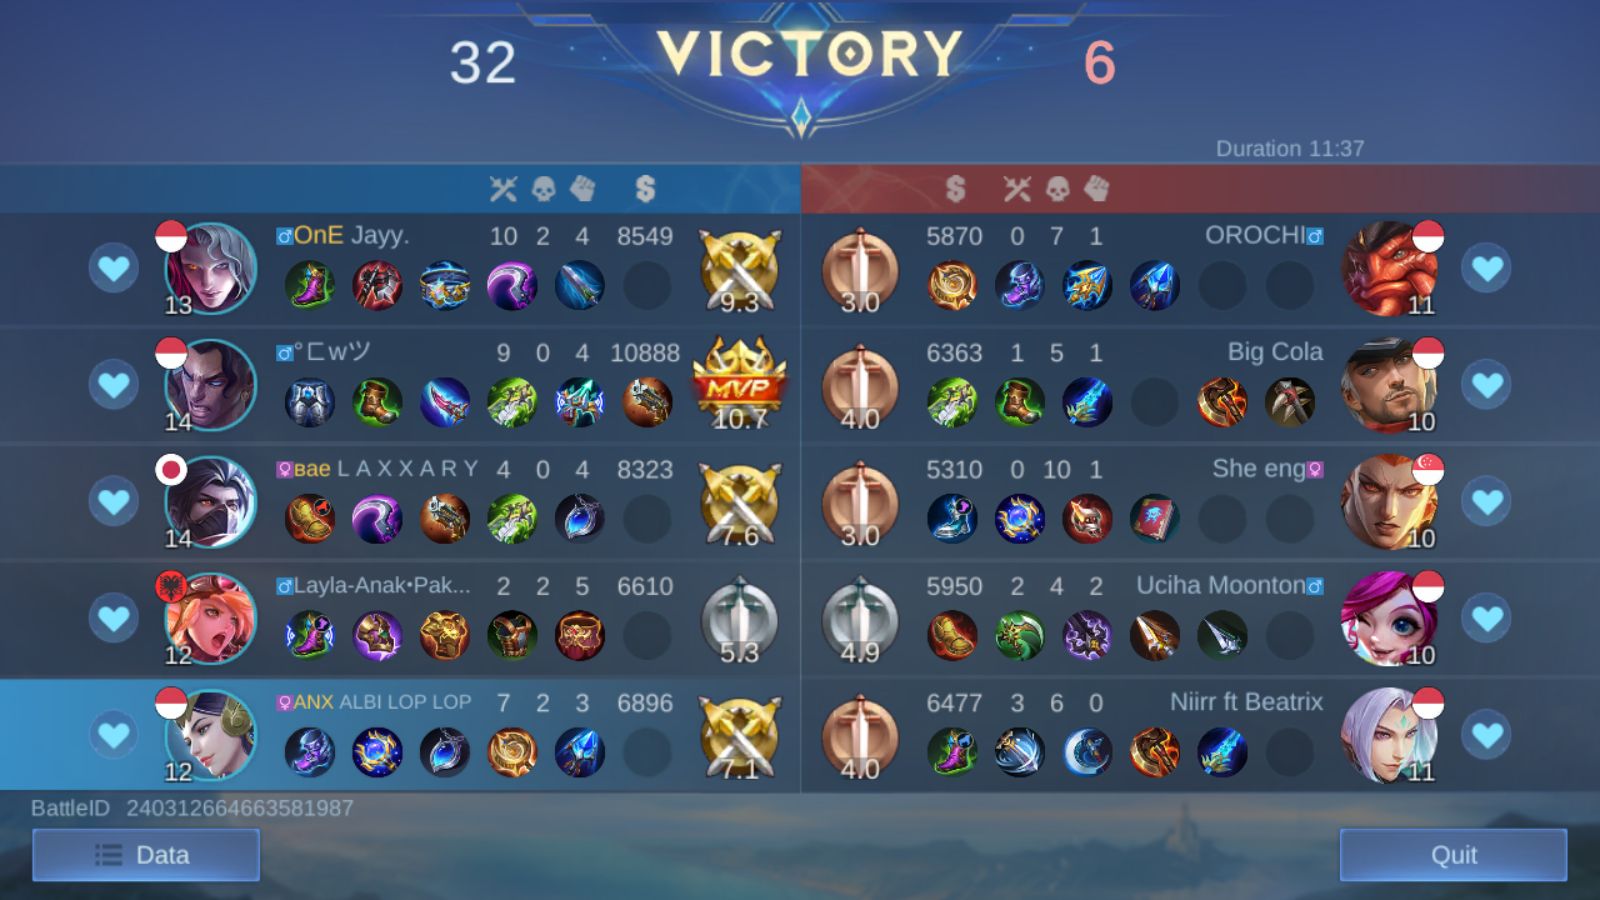 32 VICTORY 6
Duration 11:37
OnE Jayy. 10 2 4 8549
13 9.3
5870 0 7 1 OROCHI
3.0 11
°匚wツ 9 0 4 10888
14 MVP 10.7
6363 1 5 1 Big Cola
4.0 10
вae L A X X A R Y 4 0 4 8323
14 7.6
5310 0 10 1 She eng
3.0 10
Layla-Anak•Pak... 2 2 5 6610
12 5.3
5950 2 4 2 Uciha Moonton
4.9 10
ANX ALBI LOP LOP 7 2 3 6896
12 7.1
6477 3 6 0 Niirr ft Beatrix
4.0 11
BattleID 240312664663581987
Data Quit